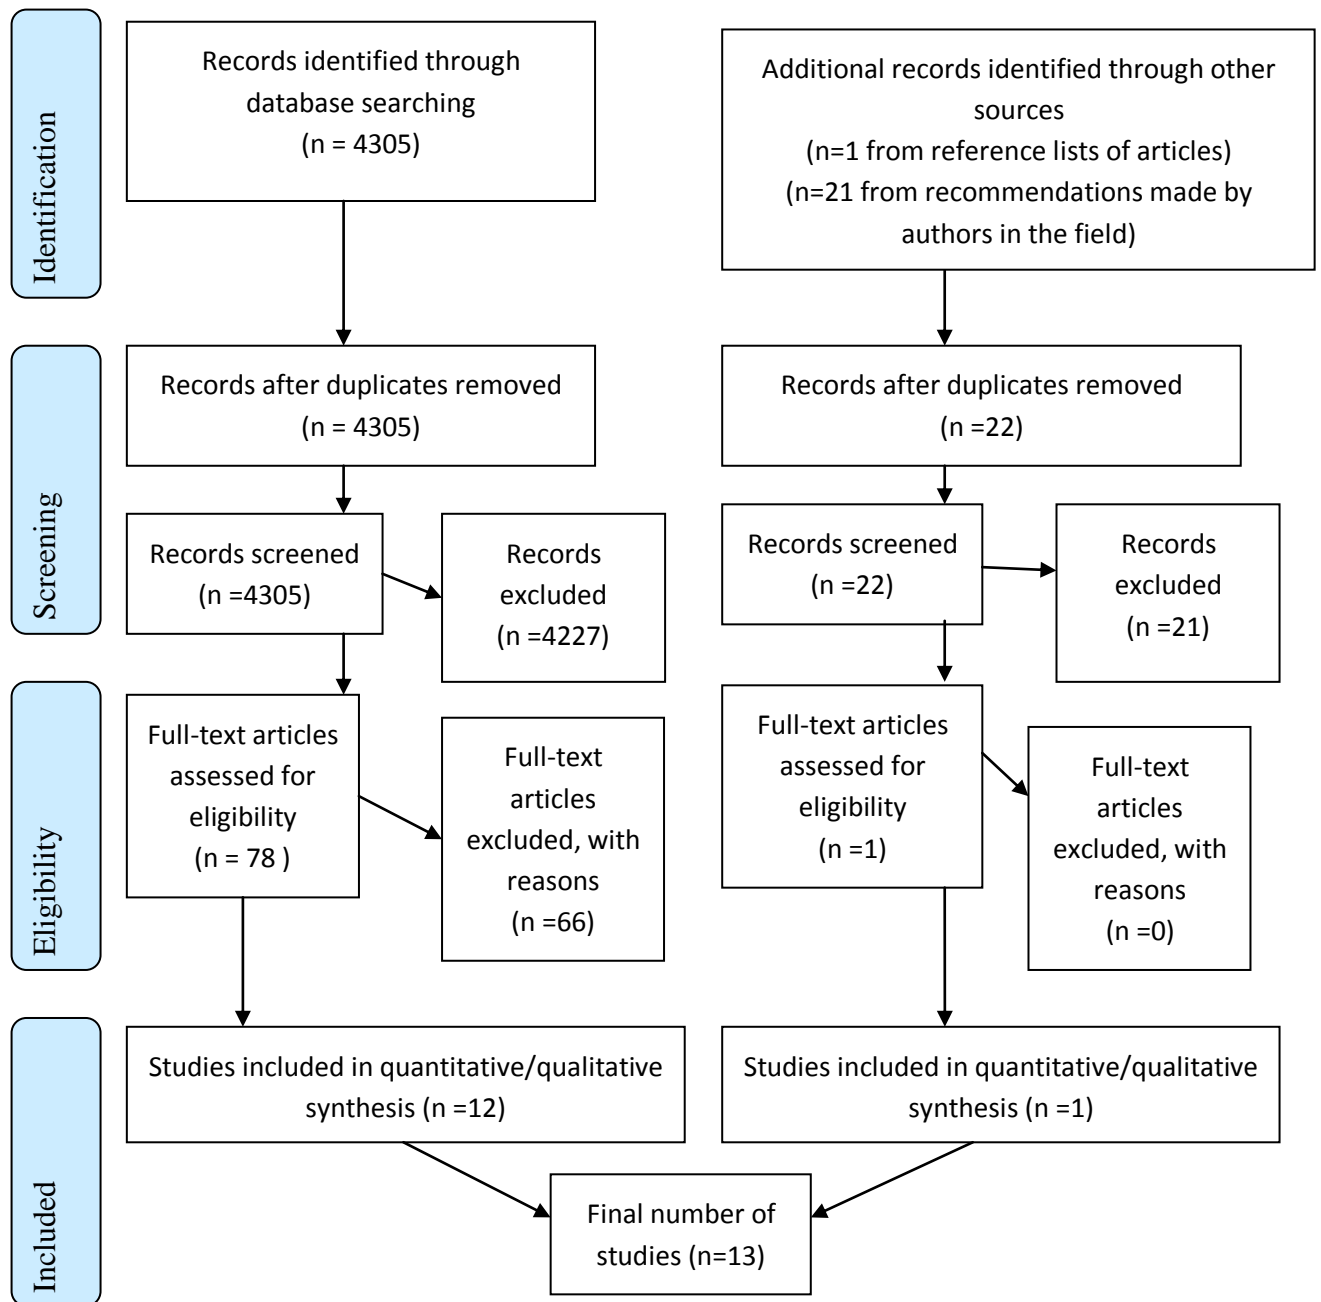 Identification
Records identified through
database searching
(n = 4305)
Additional records identified through other
sources
(n=1 from reference lists of articles)
(n=21 from recommendations made by
authors in the field)
Screening
Records after duplicates removed
(n = 4305)
Records after duplicates removed
(n =22)
Records screened
(n =4305)
Records
excluded
(n =4227)
Records screened
(n =22)
Records
excluded
(n =21)
Eligibility
Full-text articles
assessed for
eligibility
(n = 78 )
Full-text
articles
excluded, with
reasons
(n =66)
Full-text articles
assessed for
eligibility
(n =1)
Full-text
articles
excluded, with
reasons
(n =0)
Included
Studies included in quantitative/qualitative
synthesis (n =12)
Studies included in quantitative/qualitative
synthesis (n =1)
Final number of
studies (n=13)